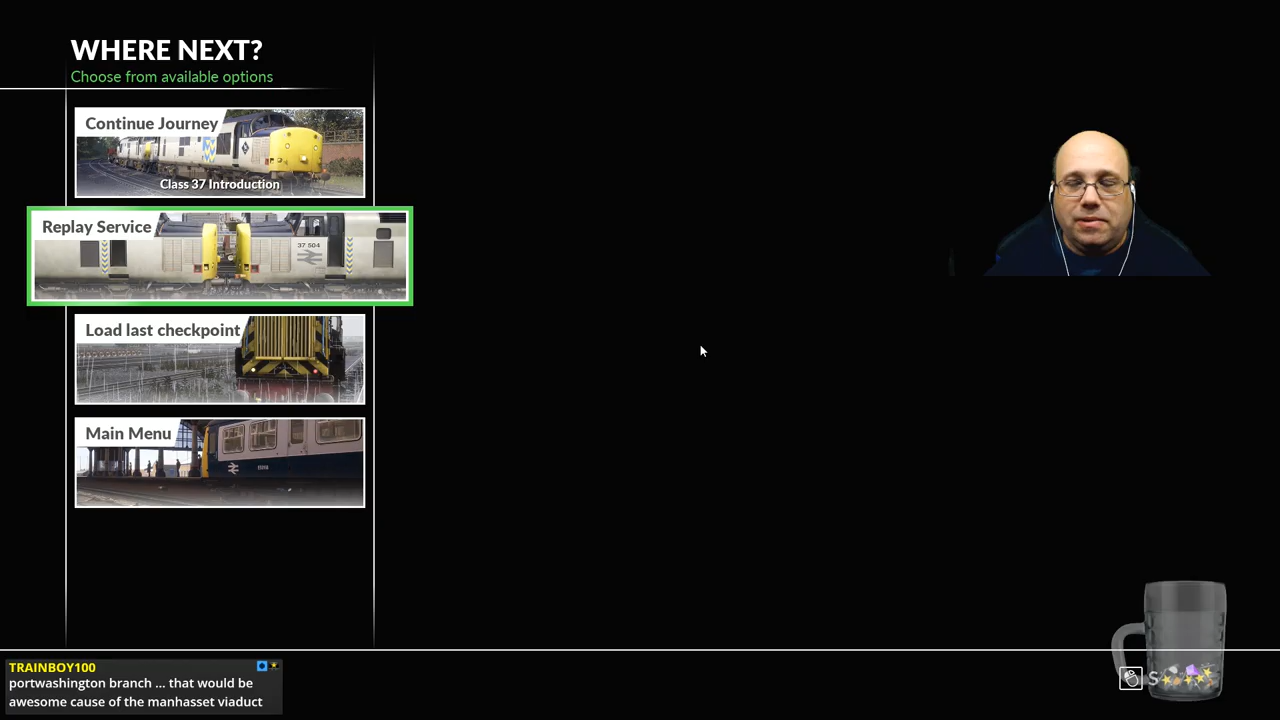 WHERE NEXT?
Choose from available options
Continue Journey
Class 37 Introduction
Replay Service
37 504
Load last checkpoint
Main Menu
TRAINBOY100
portwashington branch ... that would be
awesome cause of the manhasset viaduct